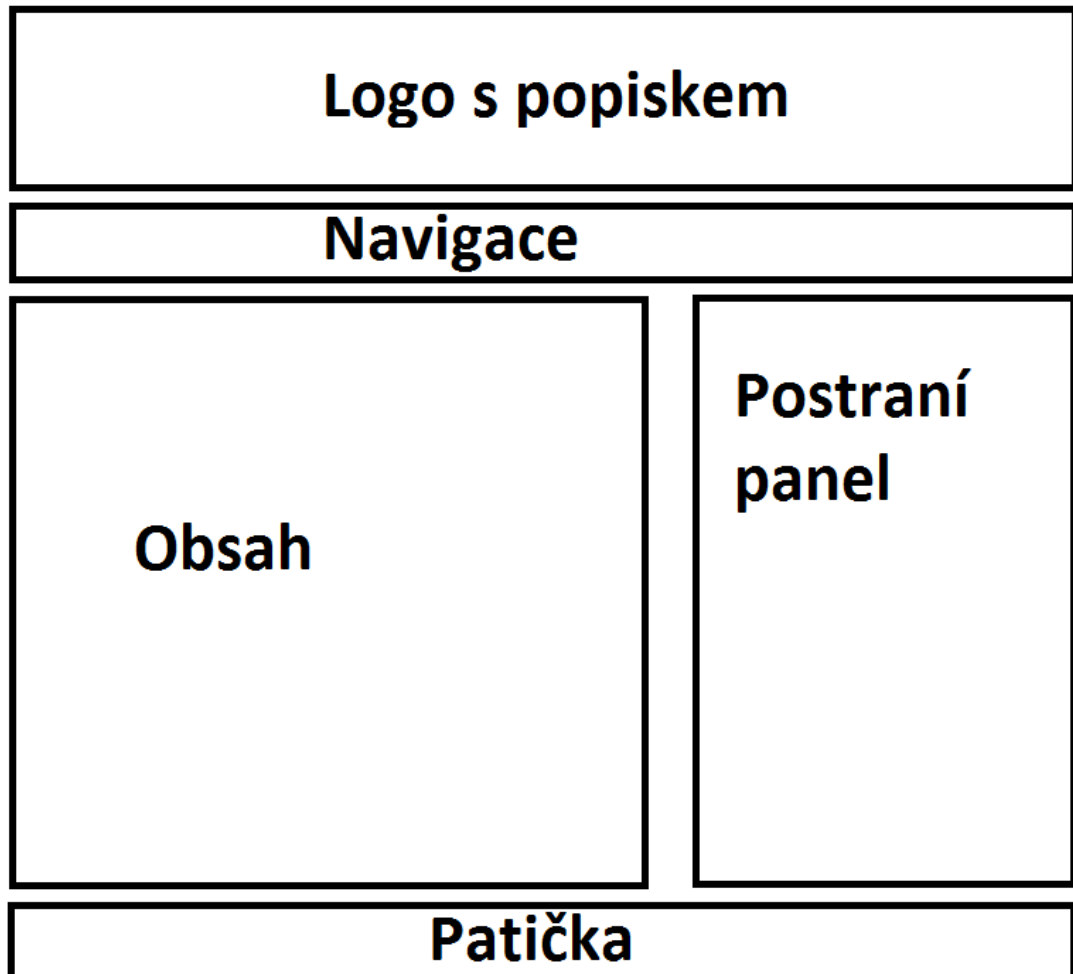 Logo s popiskem
Navigace
Obsah
Postraní
panel
Patička